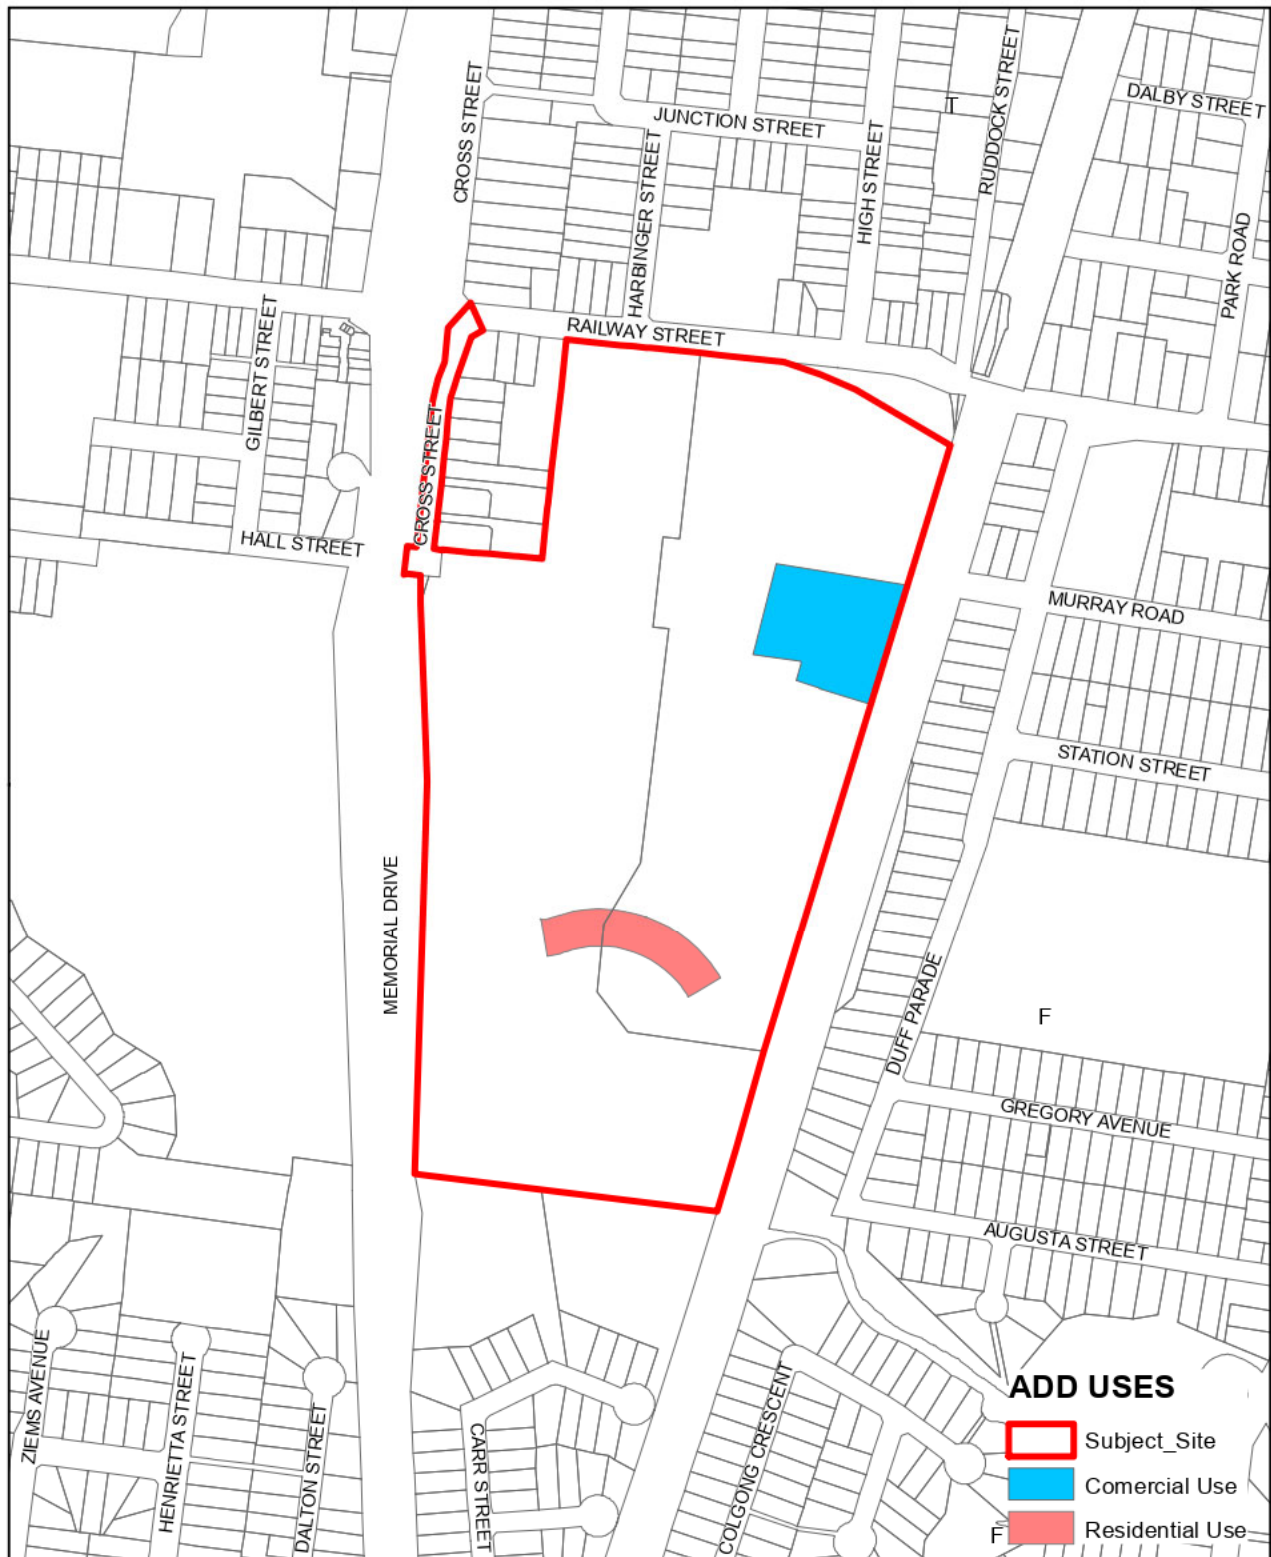 CROSS STREET
RUDDOCK STREET
T
DALBY STREET
JUNCTION STREET
HARBINGER STREET
HIGH STREET
PARK ROAD
RAILWAY STREET
GILBERT STREET
CROSS STREET
HALL STREET
MURRAY ROAD
STATION STREET
MEMORIAL DRIVE
DUFF PARADE
F
GREGORY AVENUE
AUGUSTA STREET
ZIEMS AVENUE
HENRIETTA STREET
DALTON STREET
CARR STREET
COLGONG CRESCENT
ADD USES
Subject_Site
Comercial Use
F
Residential Use